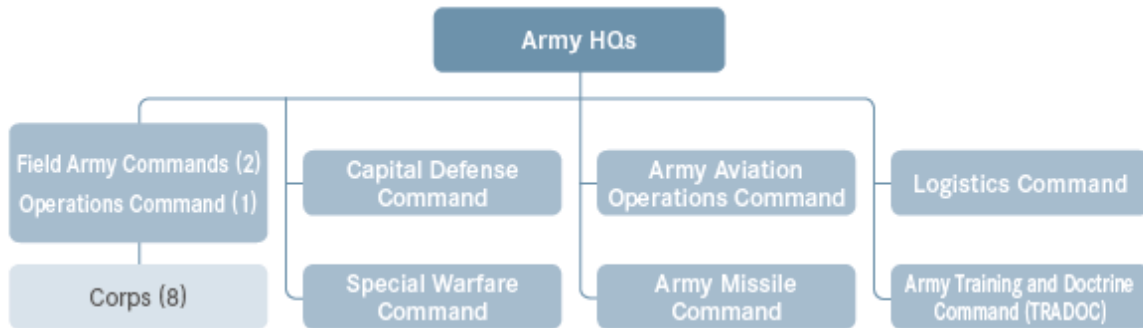 Army HQs
Field Army Commands (2)
Operations Command (1)
Corps (8)
Capital Defense
Command
Special Warfare
Command
Army Aviation
Operations Command
Army Missile
Command
Logistics Command
Army Training and Doctrine
Command (TRADOC)